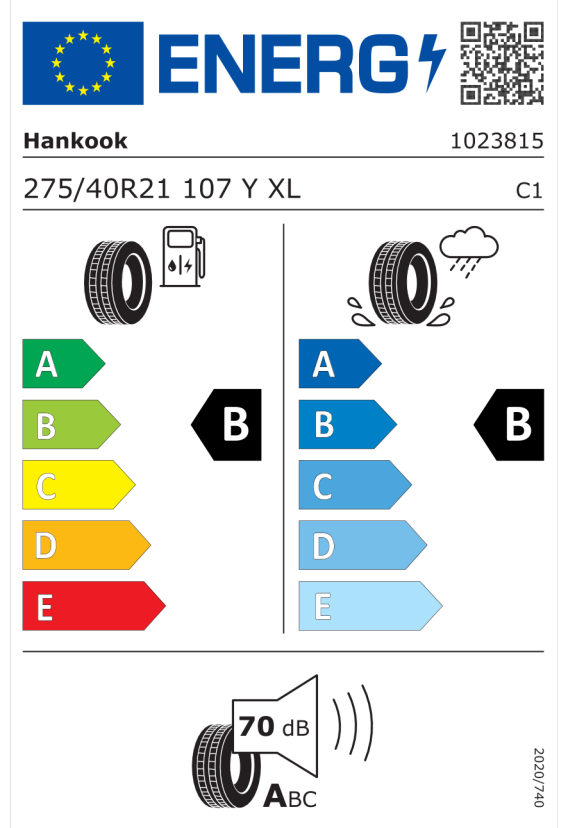 ENERG
Hankook 1023815
275/40R21 107 Y XL C1
A A
B B B B
C C
D D
E E
70 dB
ABC
2020/740